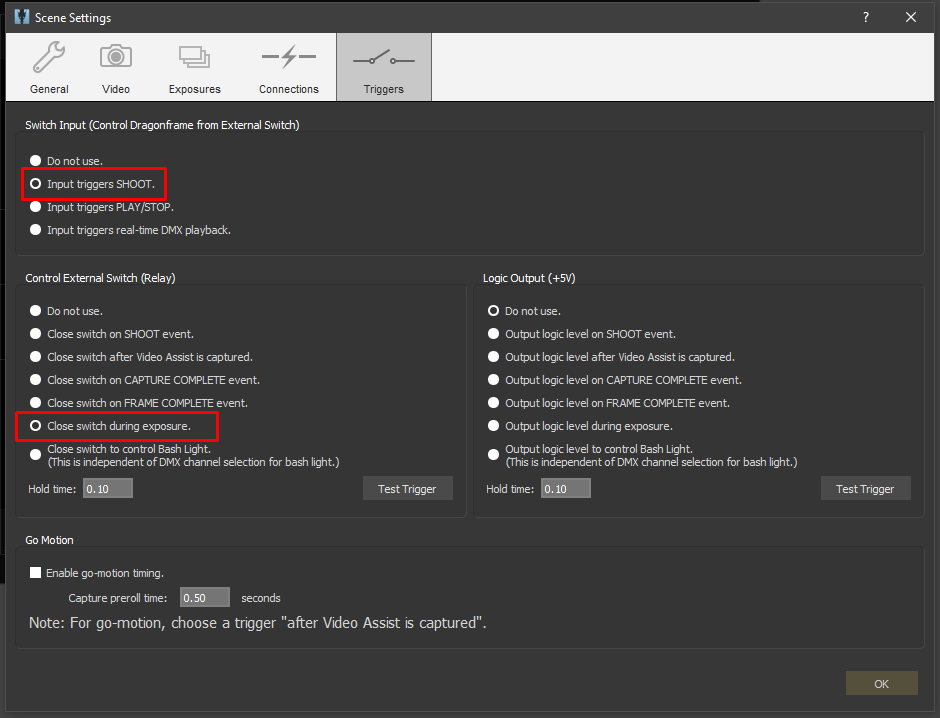 Scene Settings
?
General
Video
Exposures
Connections
Triggers
Switch Input (Control Dragonframe from External Switch)
Do not use.
Input triggers SHOOT.
Input triggers PLAY/STOP.
Input triggers real-time DMX playback.
Control External Switch (Relay)
Do not use.
Close switch on SHOOT event.
Close switch after Video Assist is captured.
Close switch on CAPTURE COMPLETE event.
Close switch on FRAME COMPLETE event.
Close switch during exposure.
Close switch to control Bash Light.
(This is independent of DMX channel selection for bash light.)
Hold time: 0.10
Test Trigger
Logic Output (+5V)
Do not use.
Output logic level on SHOOT event.
Output logic level after Video Assist is captured.
Output logic level on CAPTURE COMPLETE event.
Output logic level on FRAME COMPLETE event.
Output logic level during exposure.
Output logic level to control Bash Light.
(This is independent of DMX channel selection for bash light.)
Hold time: 0.10
Test Trigger
Go Motion
Enable go-motion timing.
Capture preroll time: 0.50 seconds
Note: For go-motion, choose a trigger "after Video Assist is captured".
OK